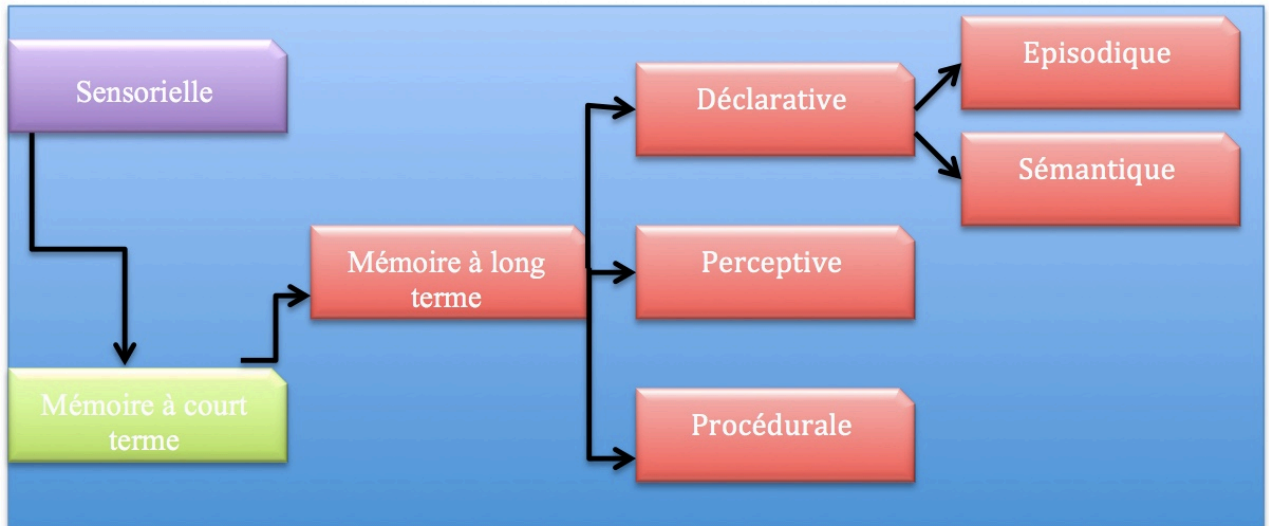 Sensorielle
Mémoire à court
terme
Mémoire à long
terme
Déclarative
Perceptive
Procédurale
Episodique
Sémantique